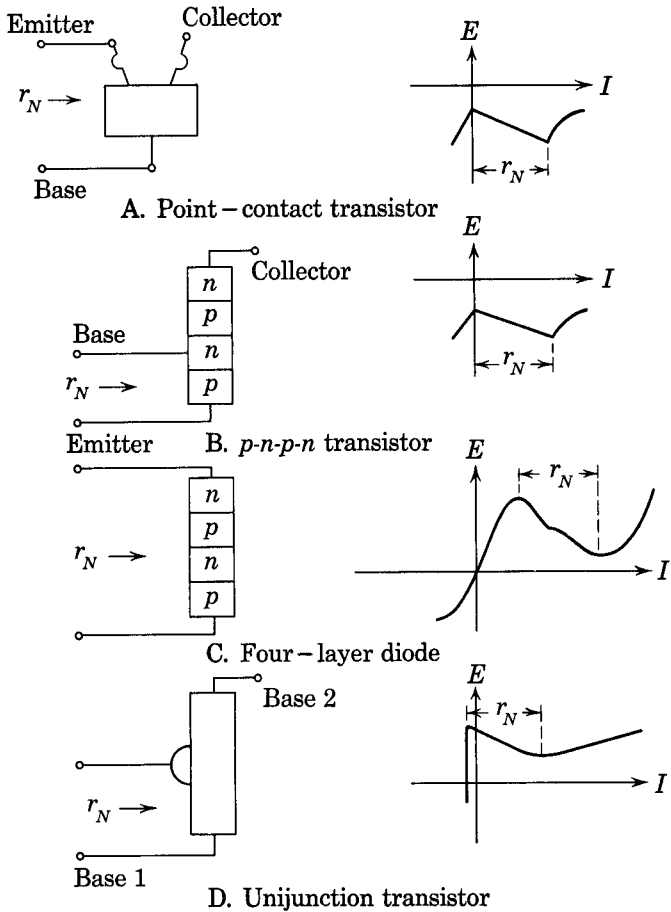 Emitter
Collector
r_N
Base
E
I
r_N
A. Point–contact transistor
Collector
n
p
n
p
Base
r_N
Emitter
E
I
r_N
B. p-n-p-n transistor
n
p
n
p
r_N
E
r_N
I
C. Four–layer diode
Base 2
r_N
Base 1
E
r_N
I
D. Unijunction transistor